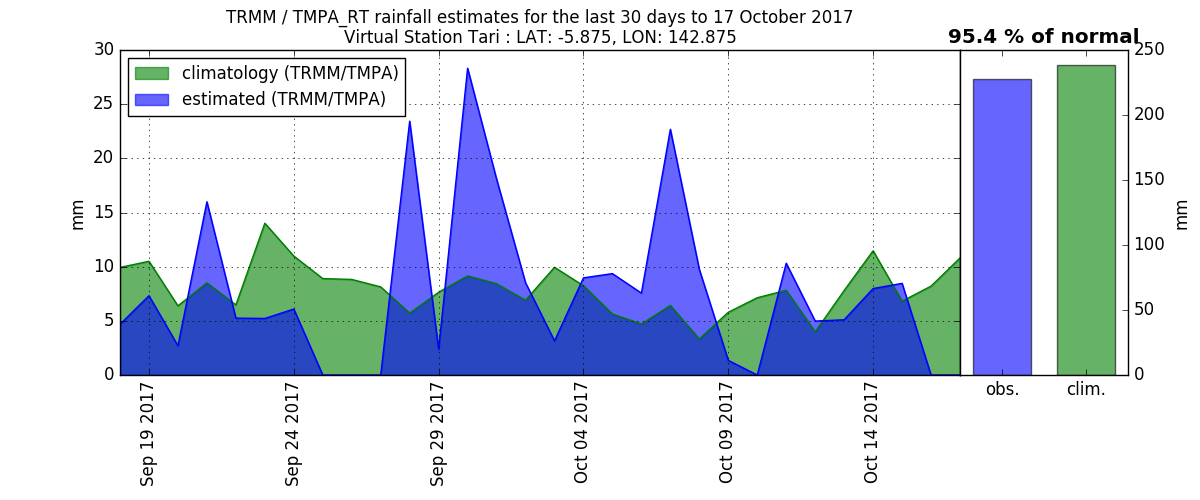 TRMM / TMPA_RT rainfall estimates for the last 30 days to 17 October 2017
Virtual Station Tari : LAT: -5.875, LON: 142.875
95.4 % of normal
climatology (TRMM/TMPA)
estimated (TRMM/TMPA)
30
25
20
15
10
5
0
mm
Sep 19 2017
Sep 24 2017
Sep 29 2017
Oct 04 2017
Oct 09 2017
Oct 14 2017
obs.
clim.
250
200
150
100
50
0
mm